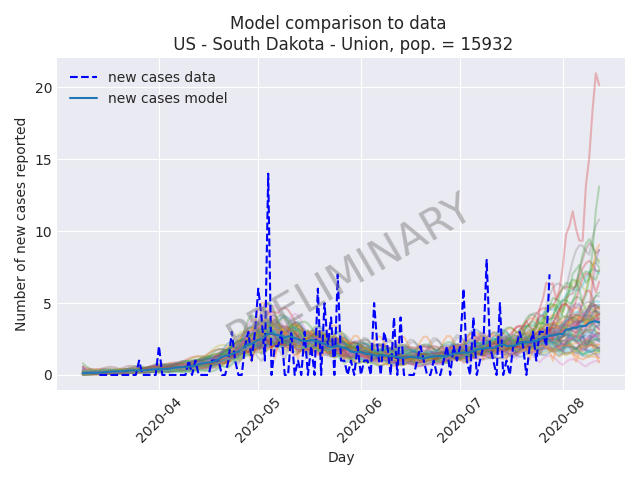 Model comparison to data
US - South Dakota - Union, pop. = 15932
new cases data
new cases model
PRELIMINARY
Number of new cases reported
20
15
10
5
0
2020-04
2020-05
2020-06
2020-07
2020-08
Day